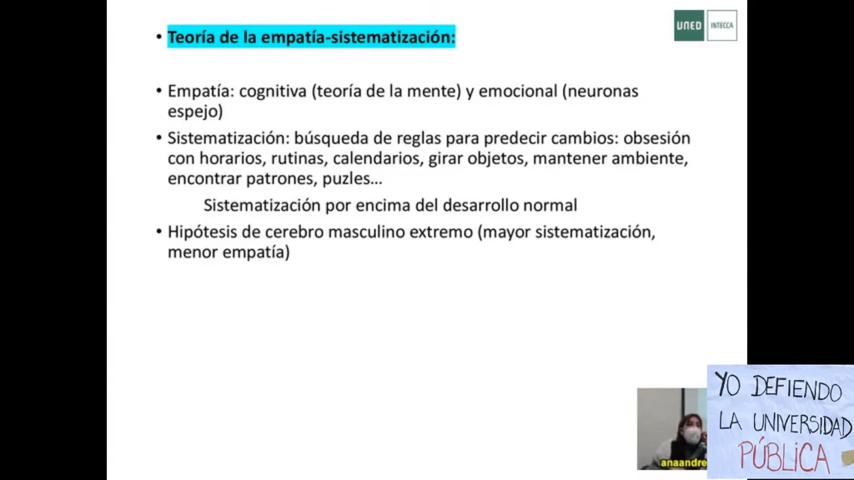 • Teoría de la empatía-sistematización:
UNED
INTECCA
• Empatía: cognitiva (teoría de la mente) y emocional (neuronas
espejo)
• Sistematización: búsqueda de reglas para predecir cambios: obsesión
con horarios, rutinas, calendarios, girar objetos, mantener ambiente,
encontrar patrones, puzles...
Sistematización por encima del desarrollo normal
• Hipótesis de cerebro masculino extremo (mayor sistematización,
menor empatía)
anaandre
YO DEFIENDO
LA UNIVERSIDAD
PÚBLICA